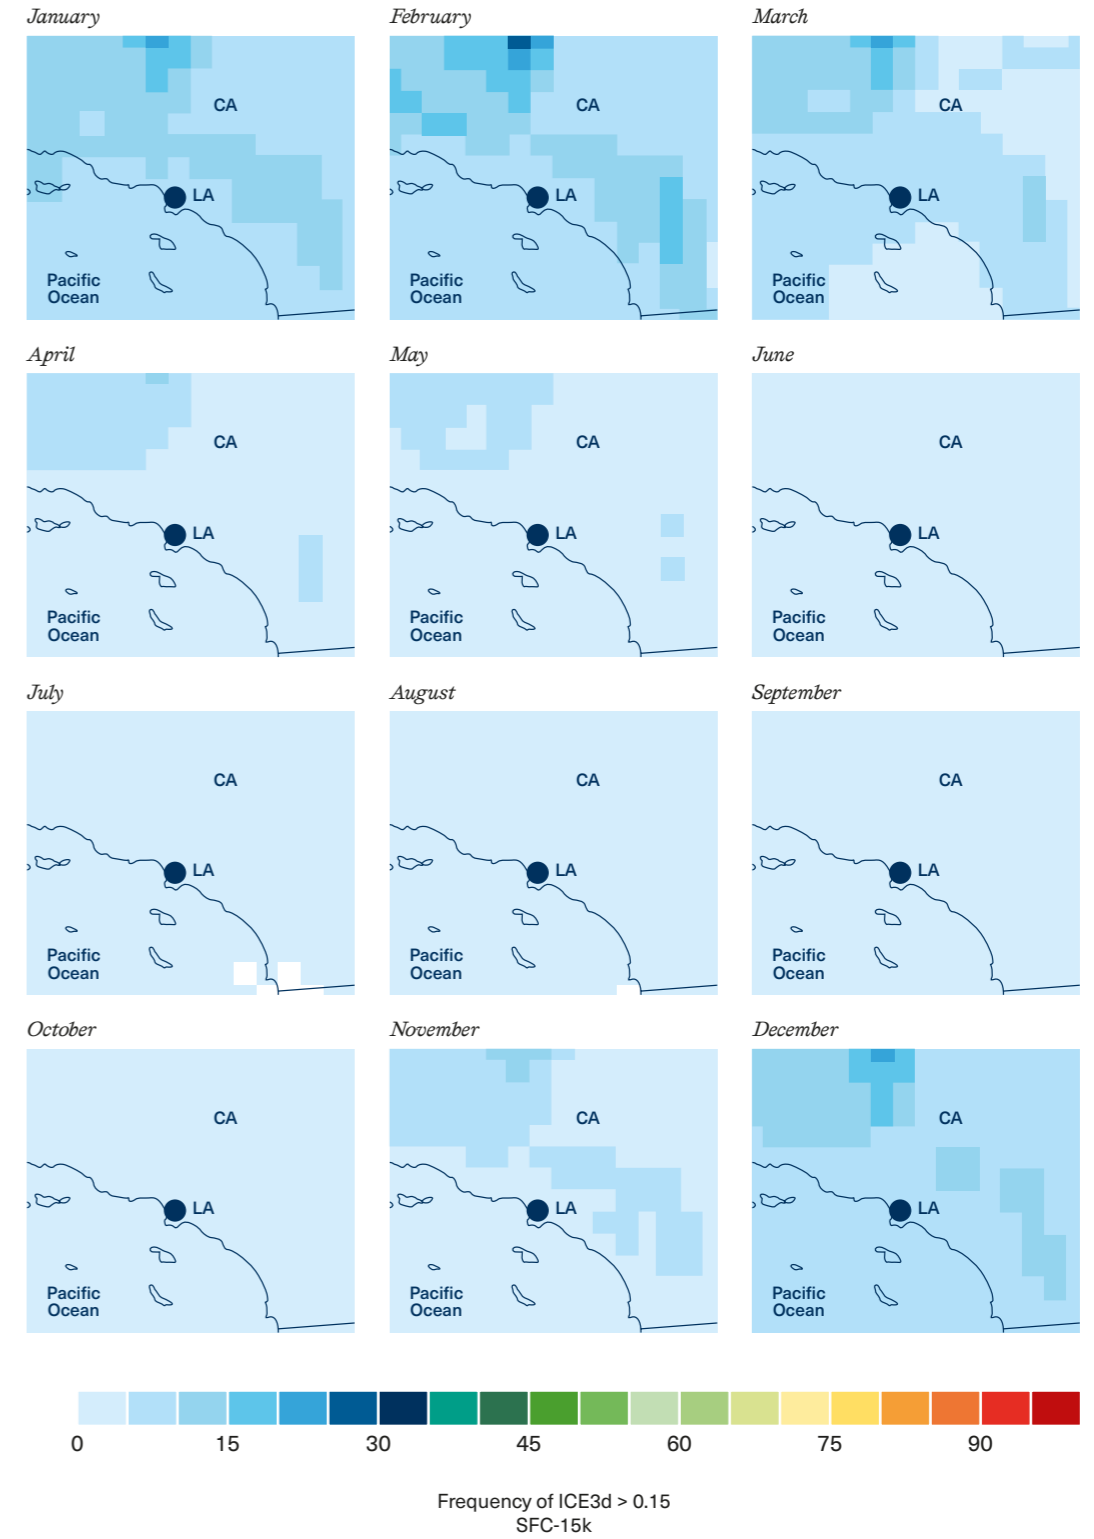 January
February
March
CA
CA
CA
LA
LA
LA
Pacific
Ocean
Pacific
Ocean
Pacific
Ocean
April
May
June
CA
CA
CA
LA
LA
LA
Pacific
Ocean
Pacific
Ocean
Pacific
Ocean
July
August
September
CA
CA
CA
LA
LA
LA
Pacific
Ocean
Pacific
Ocean
Pacific
Ocean
October
November
December
CA
CA
CA
LA
LA
LA
Pacific
Ocean
Pacific
Ocean
Pacific
Ocean
0 15 30 45 60 75 90
Frequency of ICE3d > 0.15
SFC-15k